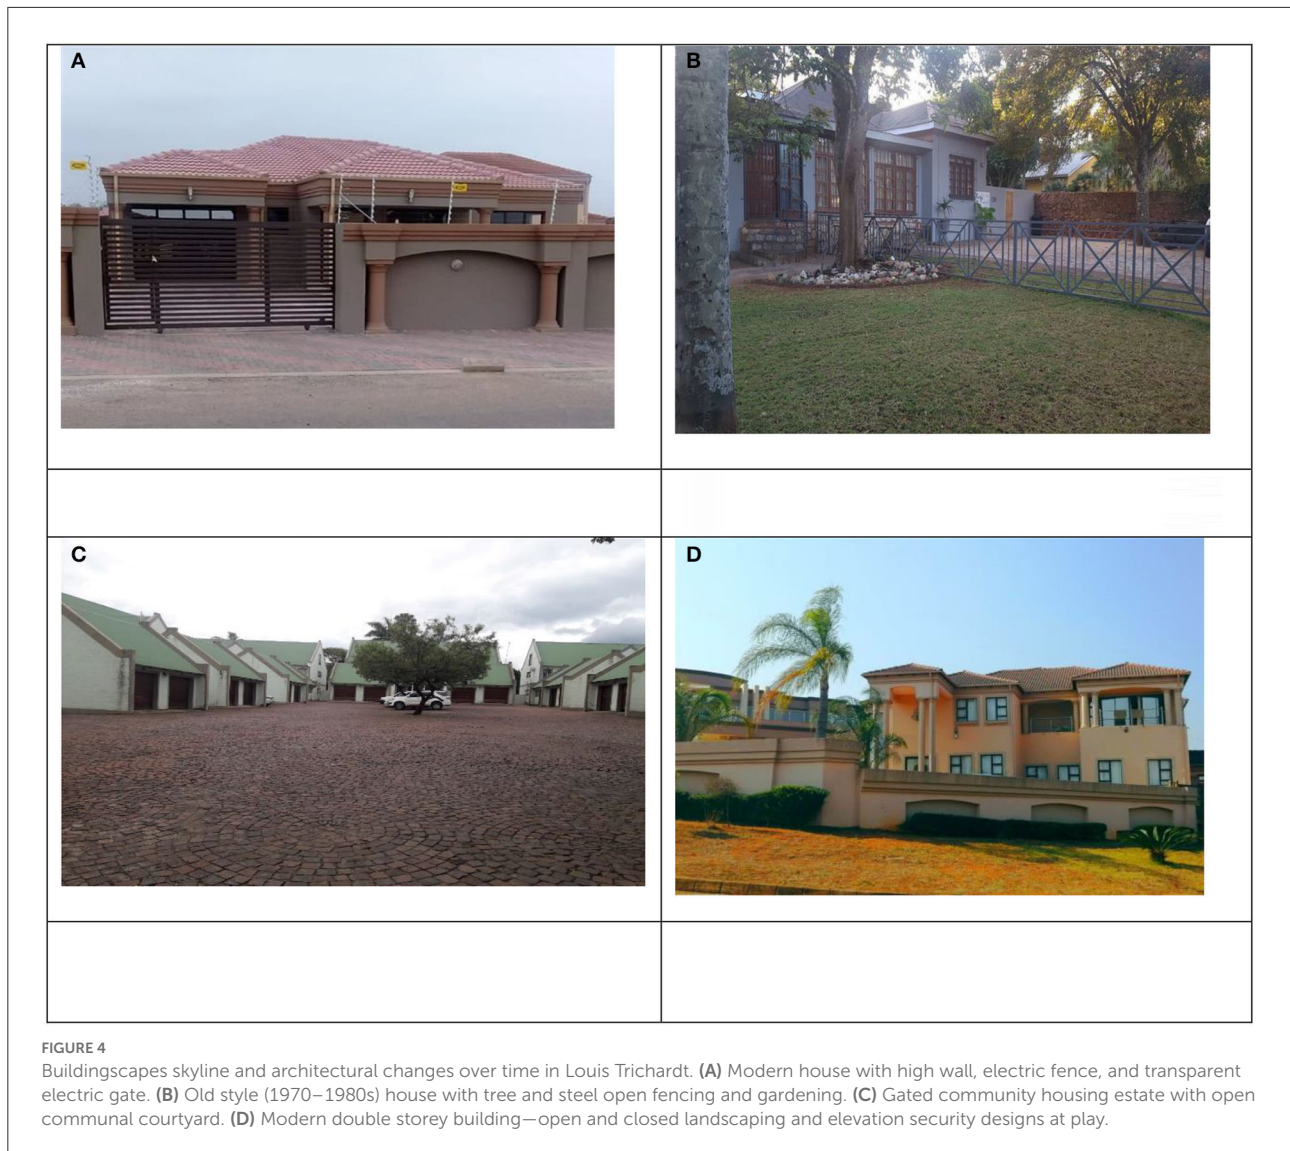 A
B
C
D
FIGURE 4
Buildingscapes skyline and architectural changes over time in Louis Trichardt. (A) Modern house with high wall, electric fence, and transparent
electric gate. (B) Old style (1970–1980s) house with tree and steel open fencing and gardening. (C) Gated community housing estate with open
communal courtyard. (D) Modern double storey building—open and closed landscaping and elevation security designs at play.